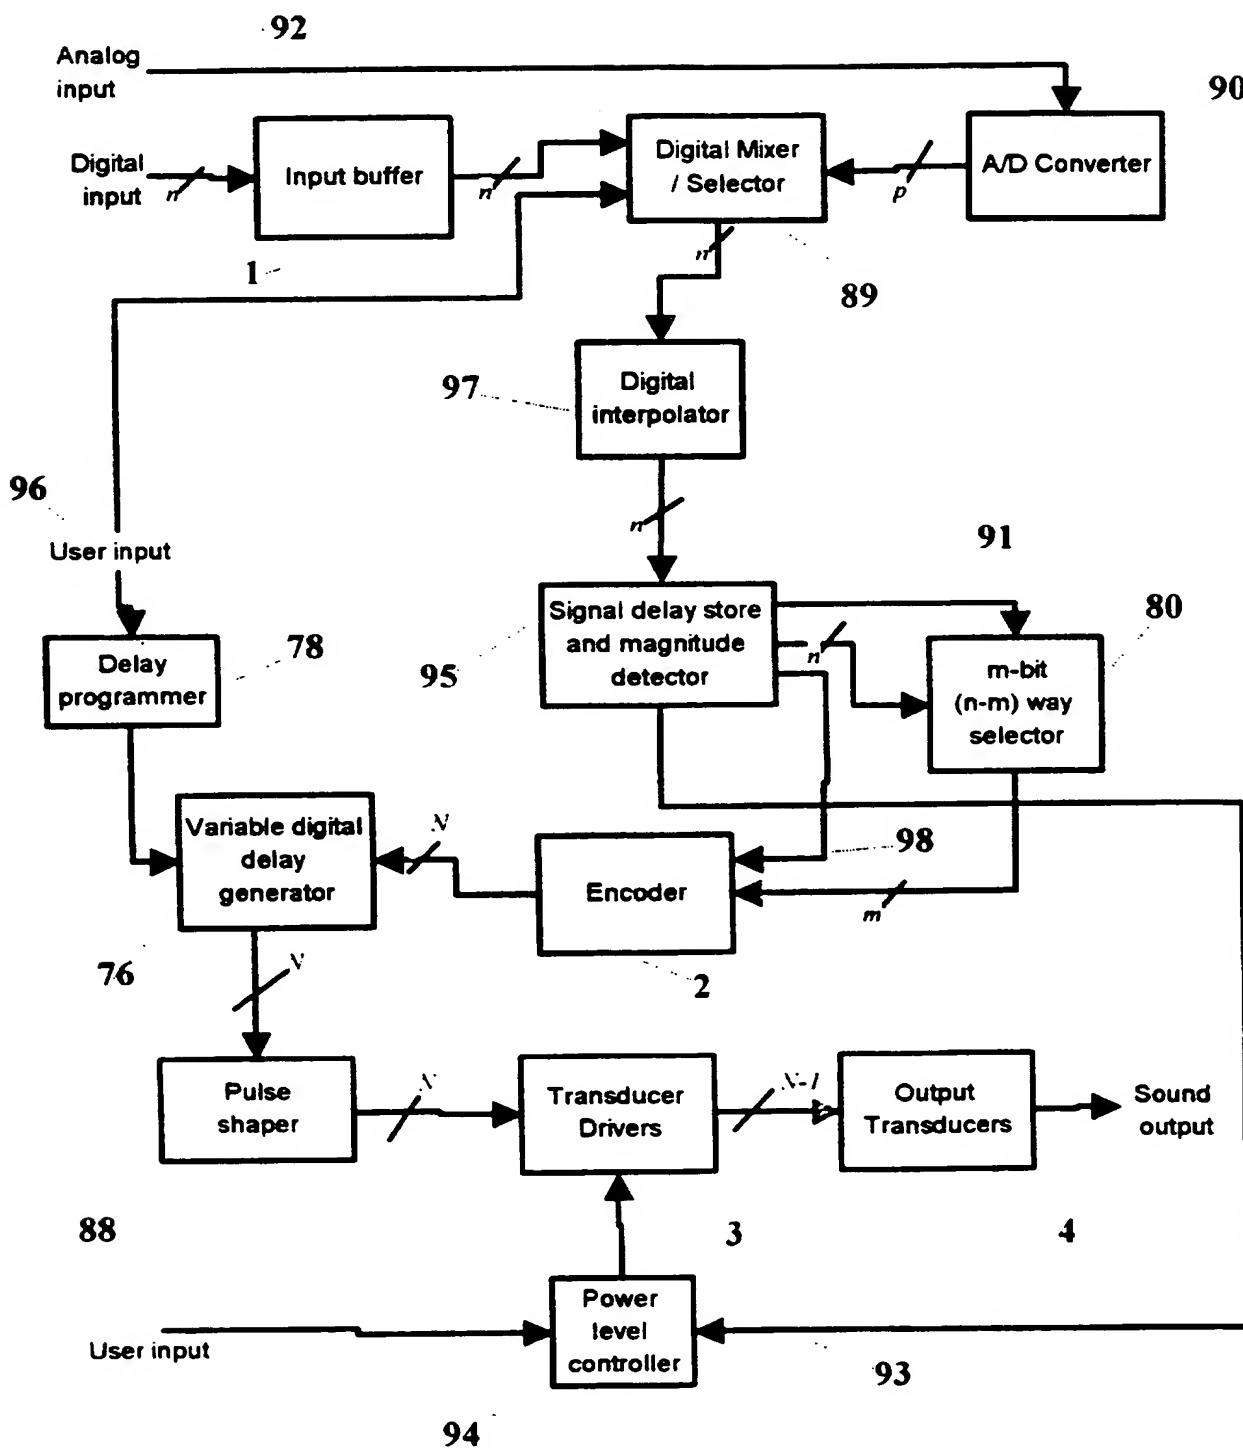 92
Analog
input
90
Digital
input
n
Input buffer
n
Digital Mixer
/ Selector
p
A/D Converter
1
n
89
97
Digital
interpolator
96
User input
n
91
Signal delay store
and magnitude
detector
95
n
80
m-bit
(n-m) way
selector
Delay
programmer
78
Variable digital
delay
generator
N
Encoder
98
m
76
N
2
Pulse
shaper
N
Transducer
Drivers
N-1
Output
Transducers
Sound
output
88
3
4
User input
Power
level
controller
93
94